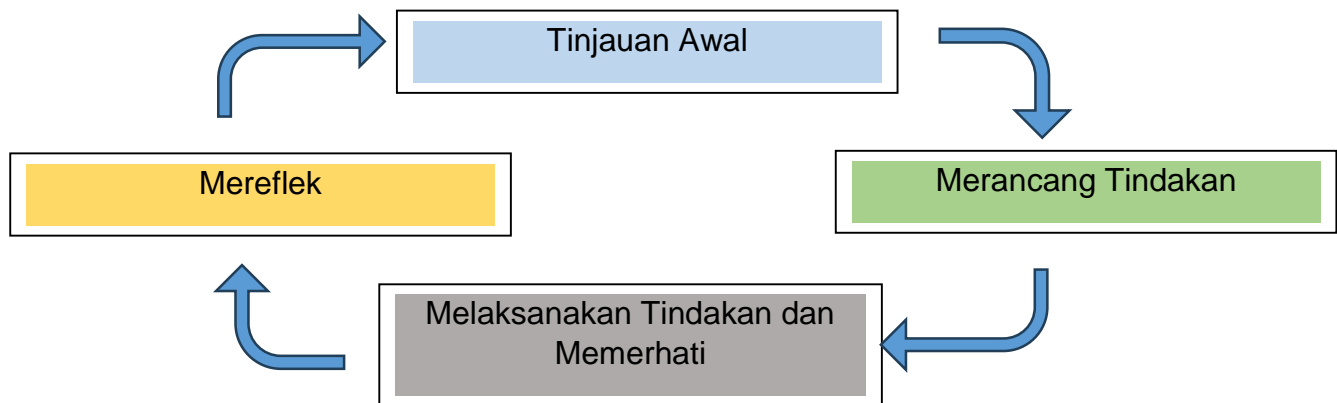 Tinjauan Awal
Mereflek
Merancang Tindakan
Melaksanakan Tindakan dan
Memerhati